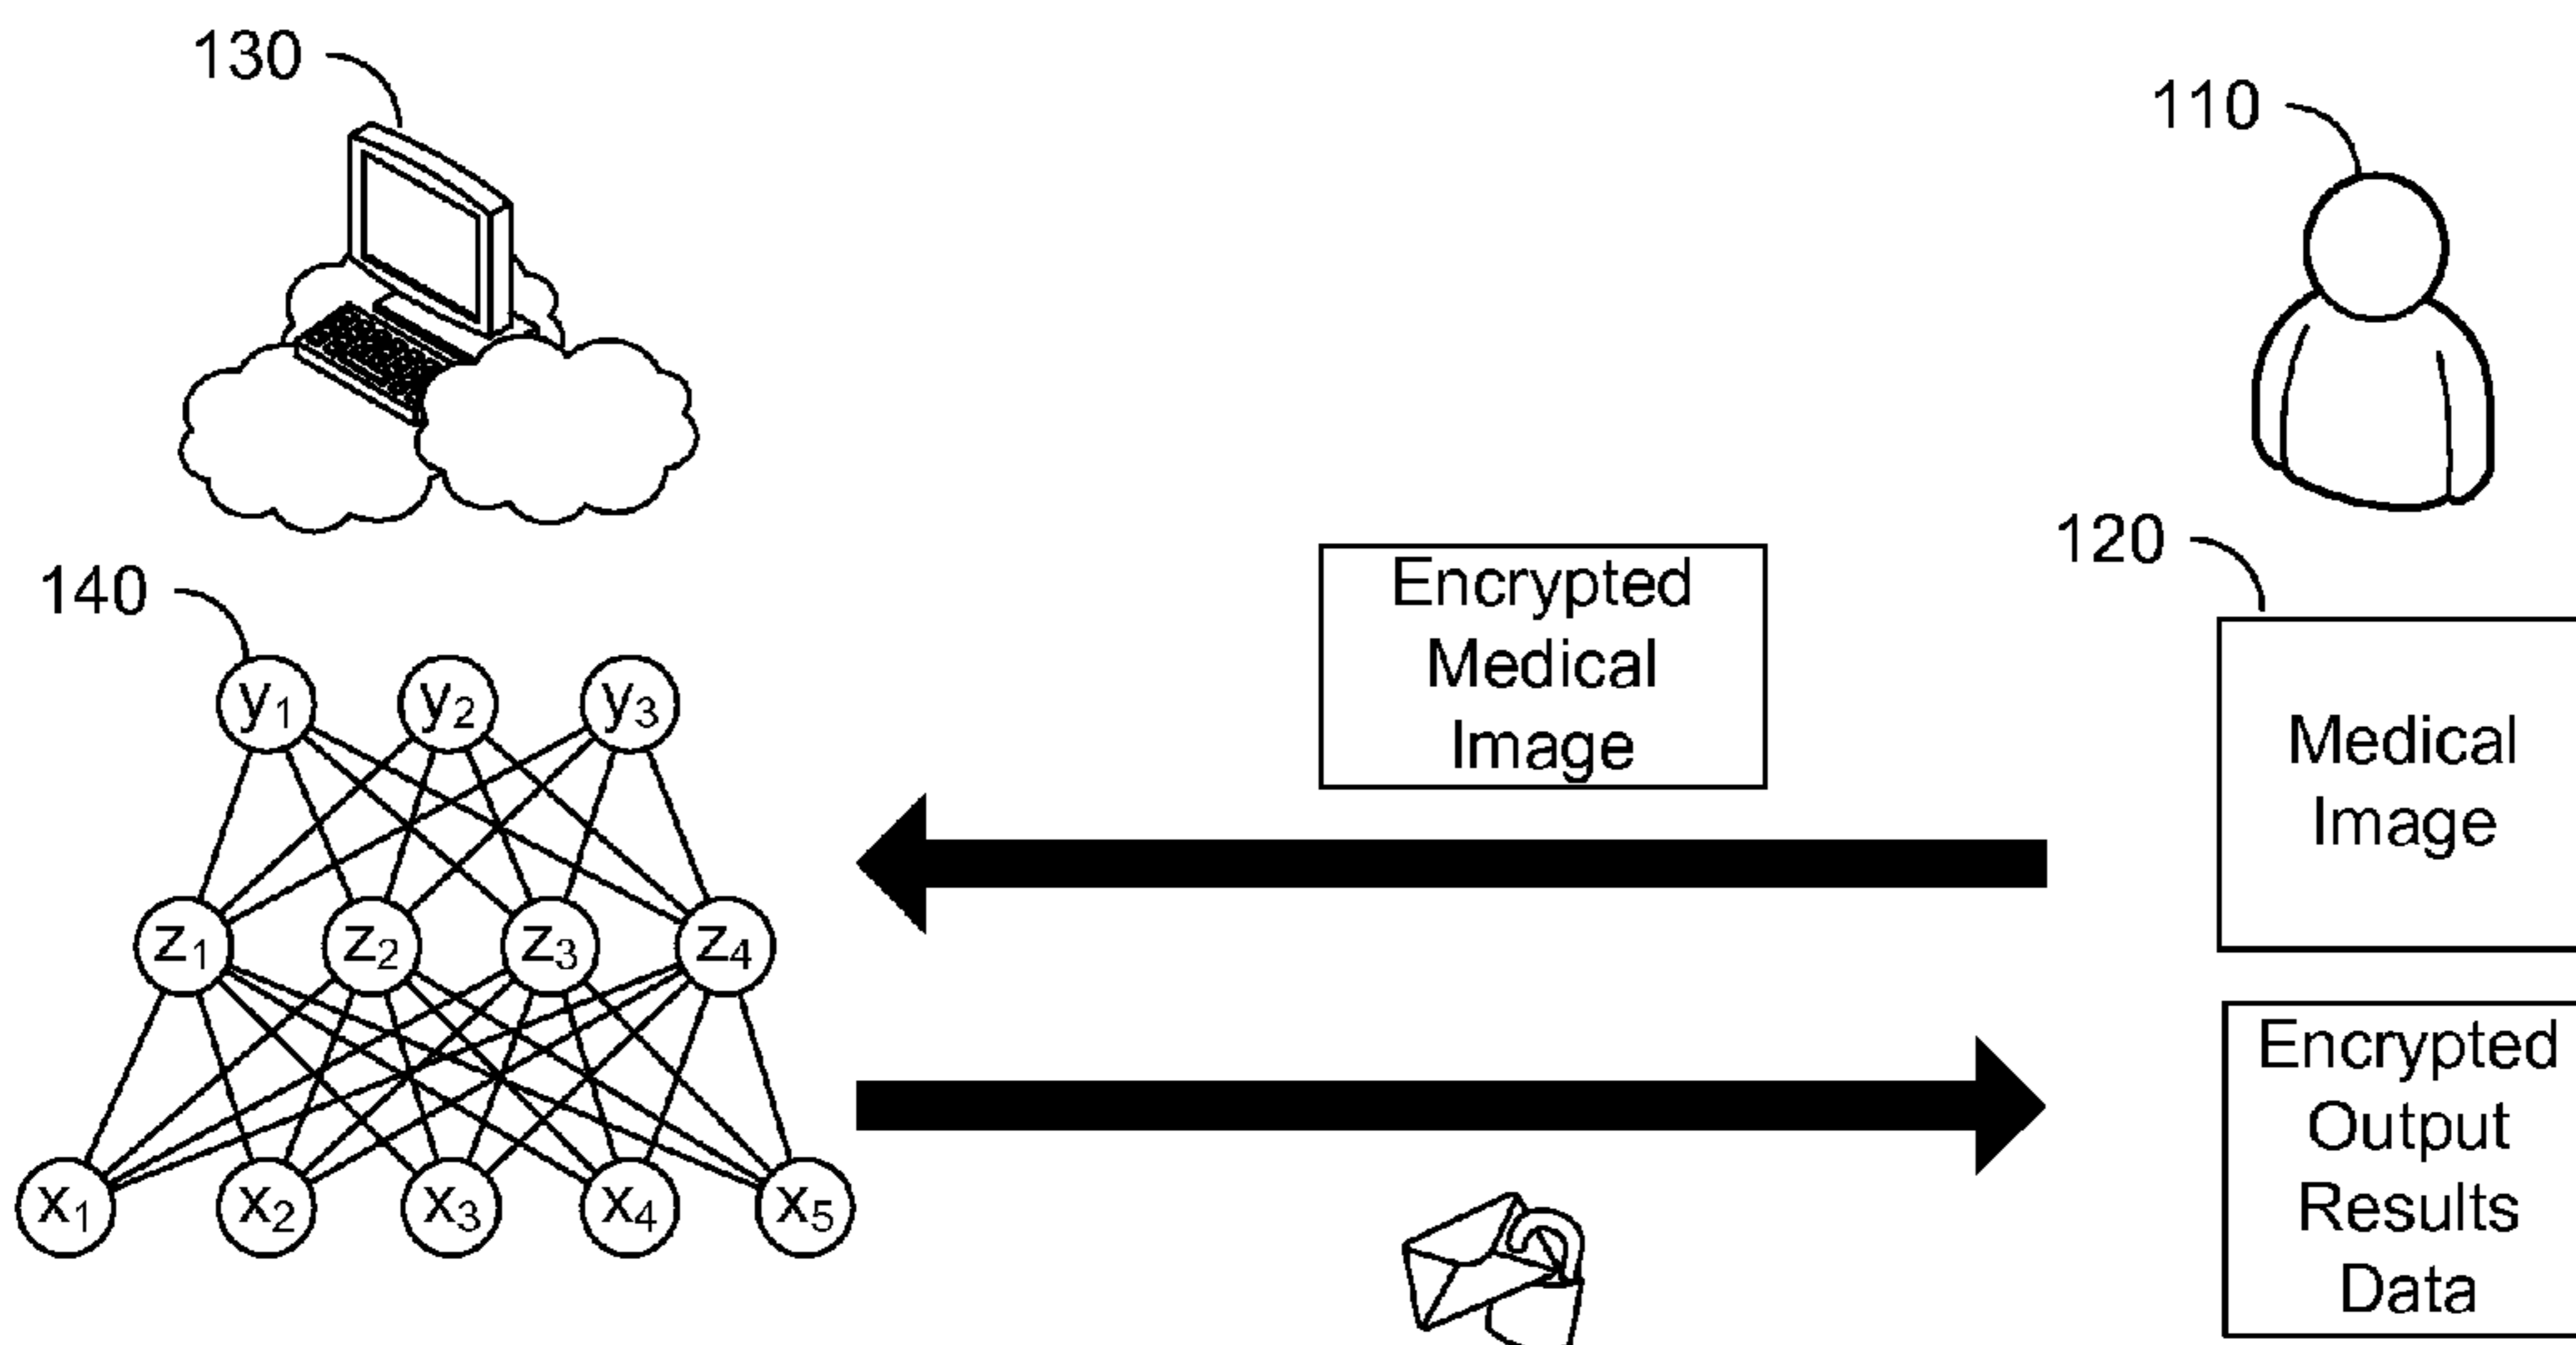 130
110
120
140
Encrypted
Medical
Image
Medical
Image
y1
y2
y3
z1
z2
z3
z4
x1
x2
x3
x4
x5
Encrypted
Output
Results
Data